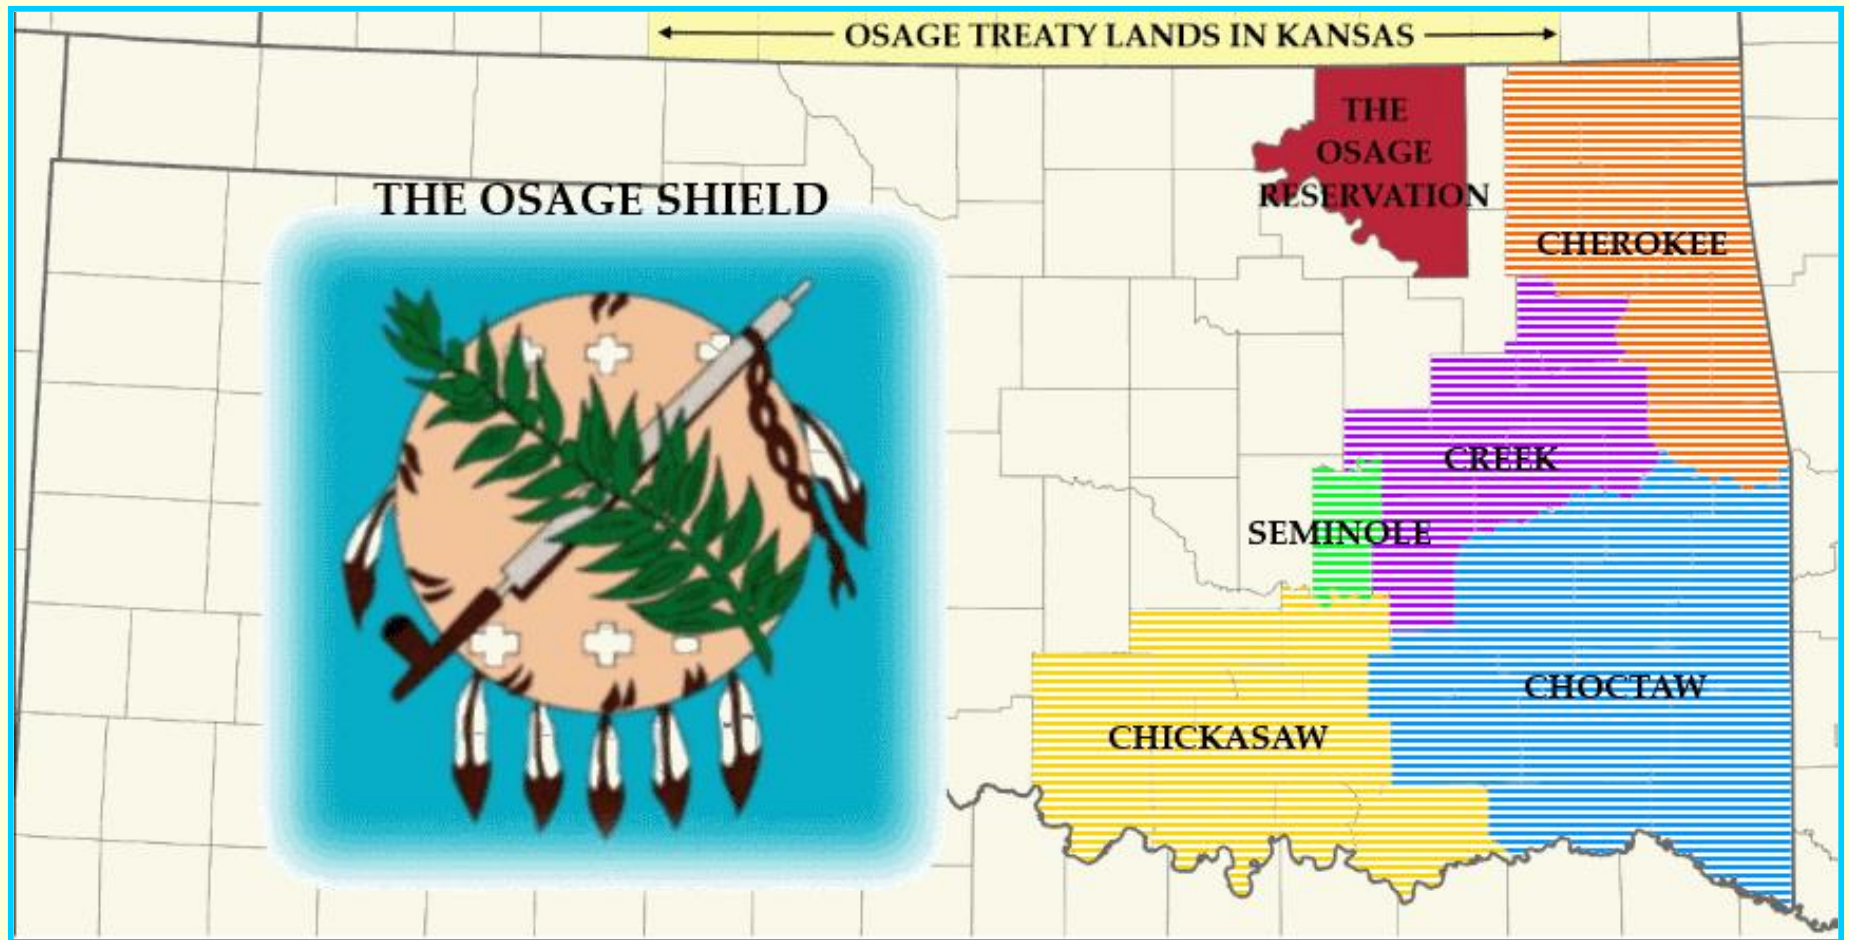 OSAGE TREATY LANDS IN KANSAS
THE
OSAGE
RESERVATION
THE OSAGE SHIELD
CHEROKEE
CREEK
SEMINOLE
CHOCTAW
CHICKASAW